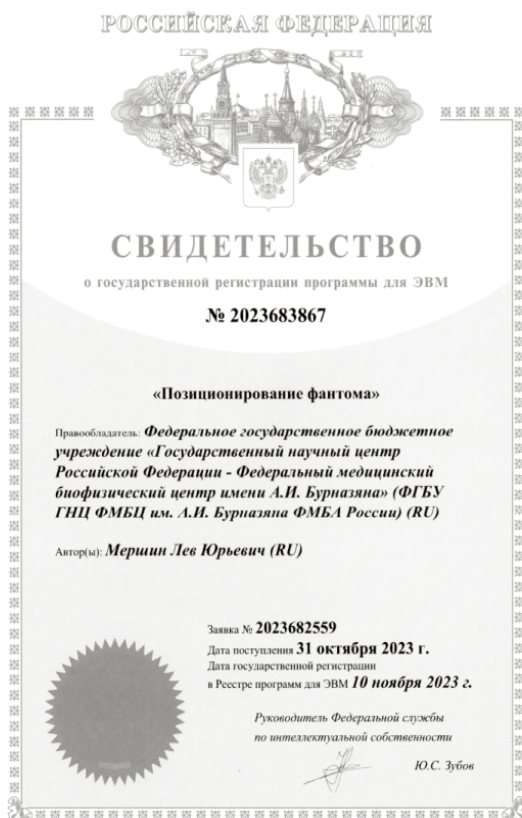 РОССИЙСКАЯ ФЕДЕРАЦИЯ
СВИДЕТЕЛЬСТВО
о государственной регистрации программы для ЭВМ
№ 2023683867
«Позиционирование фантома»
Правообладатель: Федеральное государственное бюджетное
учреждение «Государственный научный центр
Российской Федерации - Федеральный медицинский
биофизический центр имени А.И. Бурназяна» (ФГБУ
ГНЦ ФМБЦ им. А.И. Бурназяна ФМБА России) (RU)
Автор(ы): Мершин Лев Юрьевич (RU)
Заявка № 2023682559
Дата поступления 31 октября 2023 г.
Дата государственной регистрации
в Реестре программ для ЭВМ 10 ноября 2023 г.
Руководитель Федеральной службы
по интеллектуальной собственности
Ю.С. Зубов